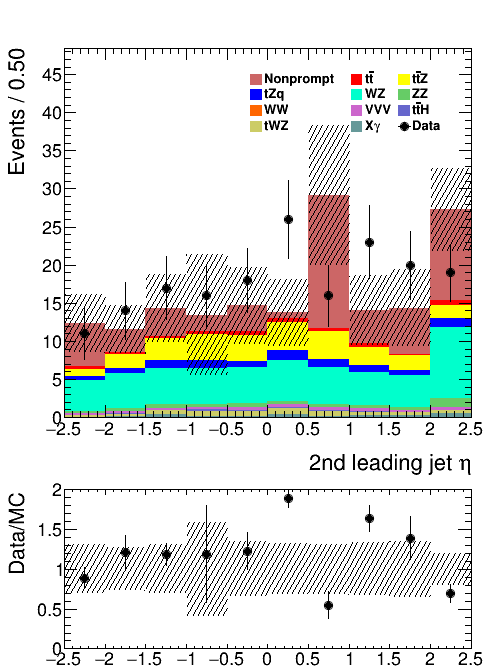 Events / 0.50
45
40
35
30
25
20
15
10
5
0
Nonprompt tt̄ tt̄Z
tZq WZ ZZ
WW VVV tt̄H
tWZ Xγ Data
−2.5 −2 −1.5 −1 −0.5 0 0.5 1 1.5 2 2.5
2nd leading jet η
Data/MC
2
1.5
1
0.5
0
−2.5 −2 −1.5 −1 −0.5 0 0.5 1 1.5 2 2.5